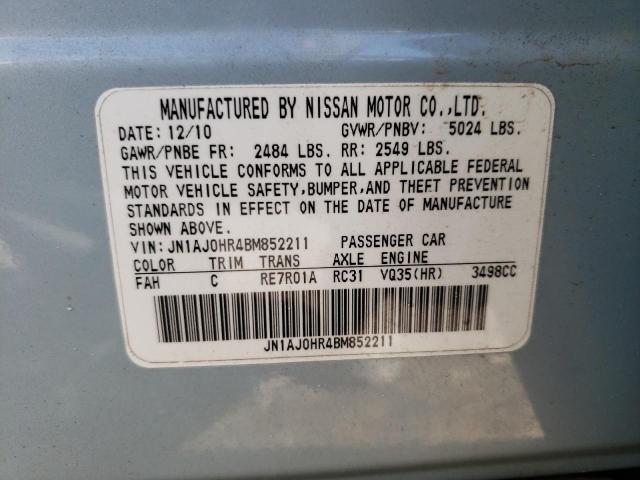 MANUFACTURED BY NISSAN MOTOR CO.,LTD.
DATE: 12/10 GVWR/PNBV: 5024 LBS.
GAWR/PNBE FR: 2484 LBS. RR: 2549 LBS.
THIS VEHICLE CONFORMS TO ALL APPLICABLE FEDERAL
MOTOR VEHICLE SAFETY,BUMPER,AND THEFT PREVENTION
STANDARDS IN EFFECT ON THE DATE OF MANUFACTURE
SHOWN ABOVE.
VIN: JN1AJ0HR4BM852211 PASSENGER CAR
COLOR TRIM TRANS AXLE ENGINE
FAH C RE7R01A RC31 VQ35(HR) 3498CC
JN1AJ0HR4BM852211